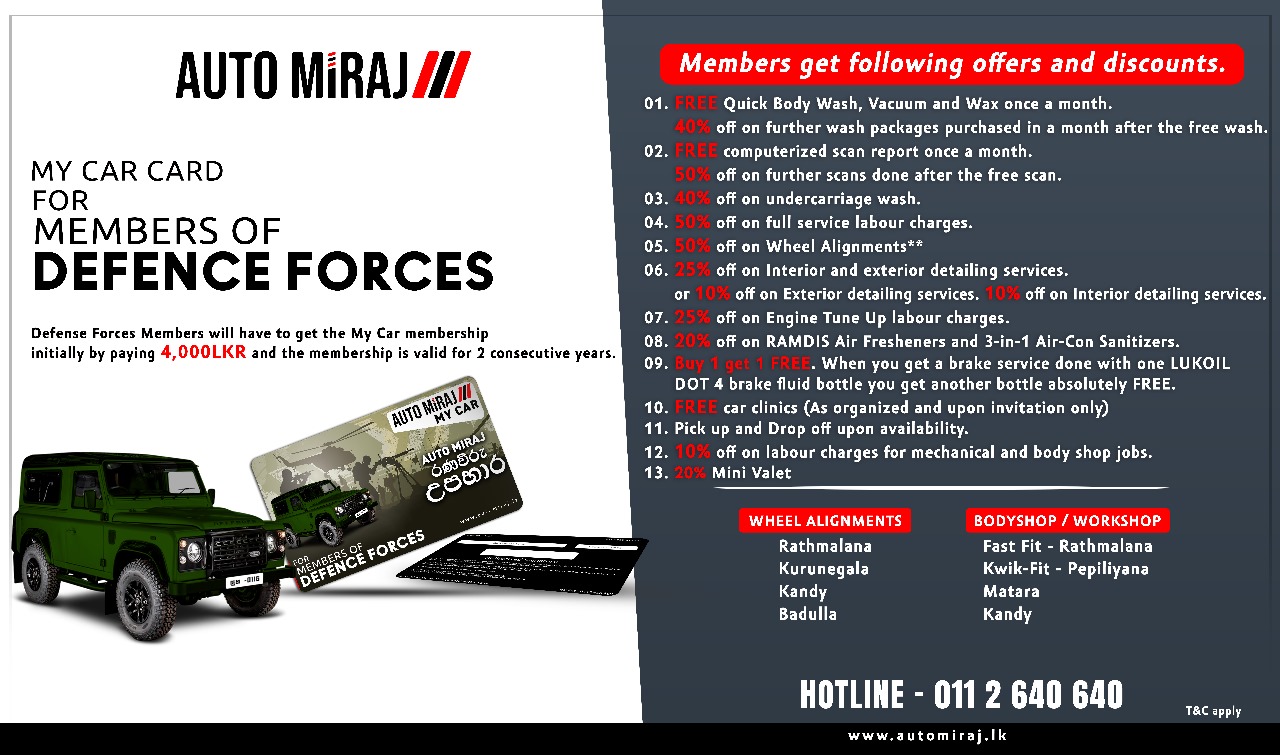 AUTO MiRAJ
MY CAR CARD
FOR
MEMBERS OF
DEFENCE FORCES
Defense Forces Members will have to get the My Car membership
initially by paying 4,000LKR and the membership is valid for 2 consecutive years.
AUTO MiRAJ
MY CAR
AUTO MIRAJ
රණවිරු
උපහාර
www.automiraj.lk
FOR
MEMBERS OF
DEFENCE FORCES
Members get following offers and discounts.
01. FREE Quick Body Wash, Vacuum and Wax once a month.
40% off on further wash packages purchased in a month after the free wash.
02. FREE computerized scan report once a month.
50% off on further scans done after the free scan.
03. 40% off on undercarriage wash.
04. 50% off on full service labour charges.
05. 50% off on Wheel Alignments**
06. 25% off on Interior and exterior detailing services.
or 10% off on Exterior detailing services. 10% off on Interior detailing services.
07. 25% off on Engine Tune Up labour charges.
08. 20% off on RAMDIS Air Fresheners and 3-in-1 Air-Con Sanitizers.
09. Buy 1 get 1 FREE. When you get a brake service done with one LUKOIL
DOT 4 brake fluid bottle you get another bottle absolutely FREE.
10. FREE car clinics (As organized and upon invitation only)
11. Pick up and Drop off upon availability.
12. 10% off on labour charges for mechanical and body shop jobs.
13. 20% Mini Valet
WHEEL ALIGNMENTS
Rathmalana
Kurunegala
Kandy
Badulla
BODYSHOP / WORKSHOP
Fast Fit - Rathmalana
Kwik-Fit - Pepiliyana
Matara
Kandy
HOTLINE - 011 2 640 640
T&C apply
www.automiraj.lk